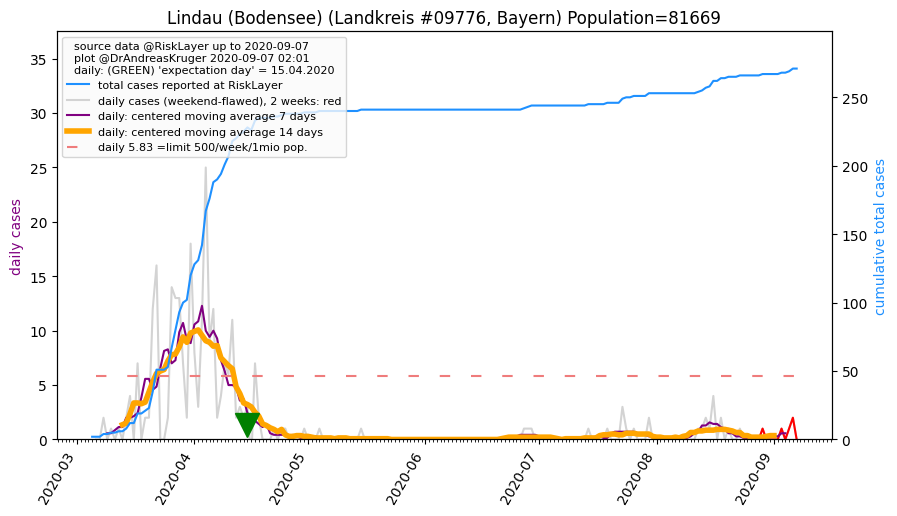 Lindau (Bodensee) (Landkreis #09776, Bayern) Population=81669
source data @RiskLayer up to 2020-09-07
plot @DrAndreasKruger 2020-09-07 02:01
daily: (GREEN) 'expectation day' = 15.04.2020
total cases reported at RiskLayer
daily cases (weekend-flawed), 2 weeks: red
daily: centered moving average 7 days
daily: centered moving average 14 days
daily 5.83 =limit 500/week/1mio pop.
daily cases
35
30
25
20
15
10
5
0
cumulative total cases
250
200
150
100
50
0
2020-03
2020-04
2020-05
2020-06
2020-07
2020-08
2020-09